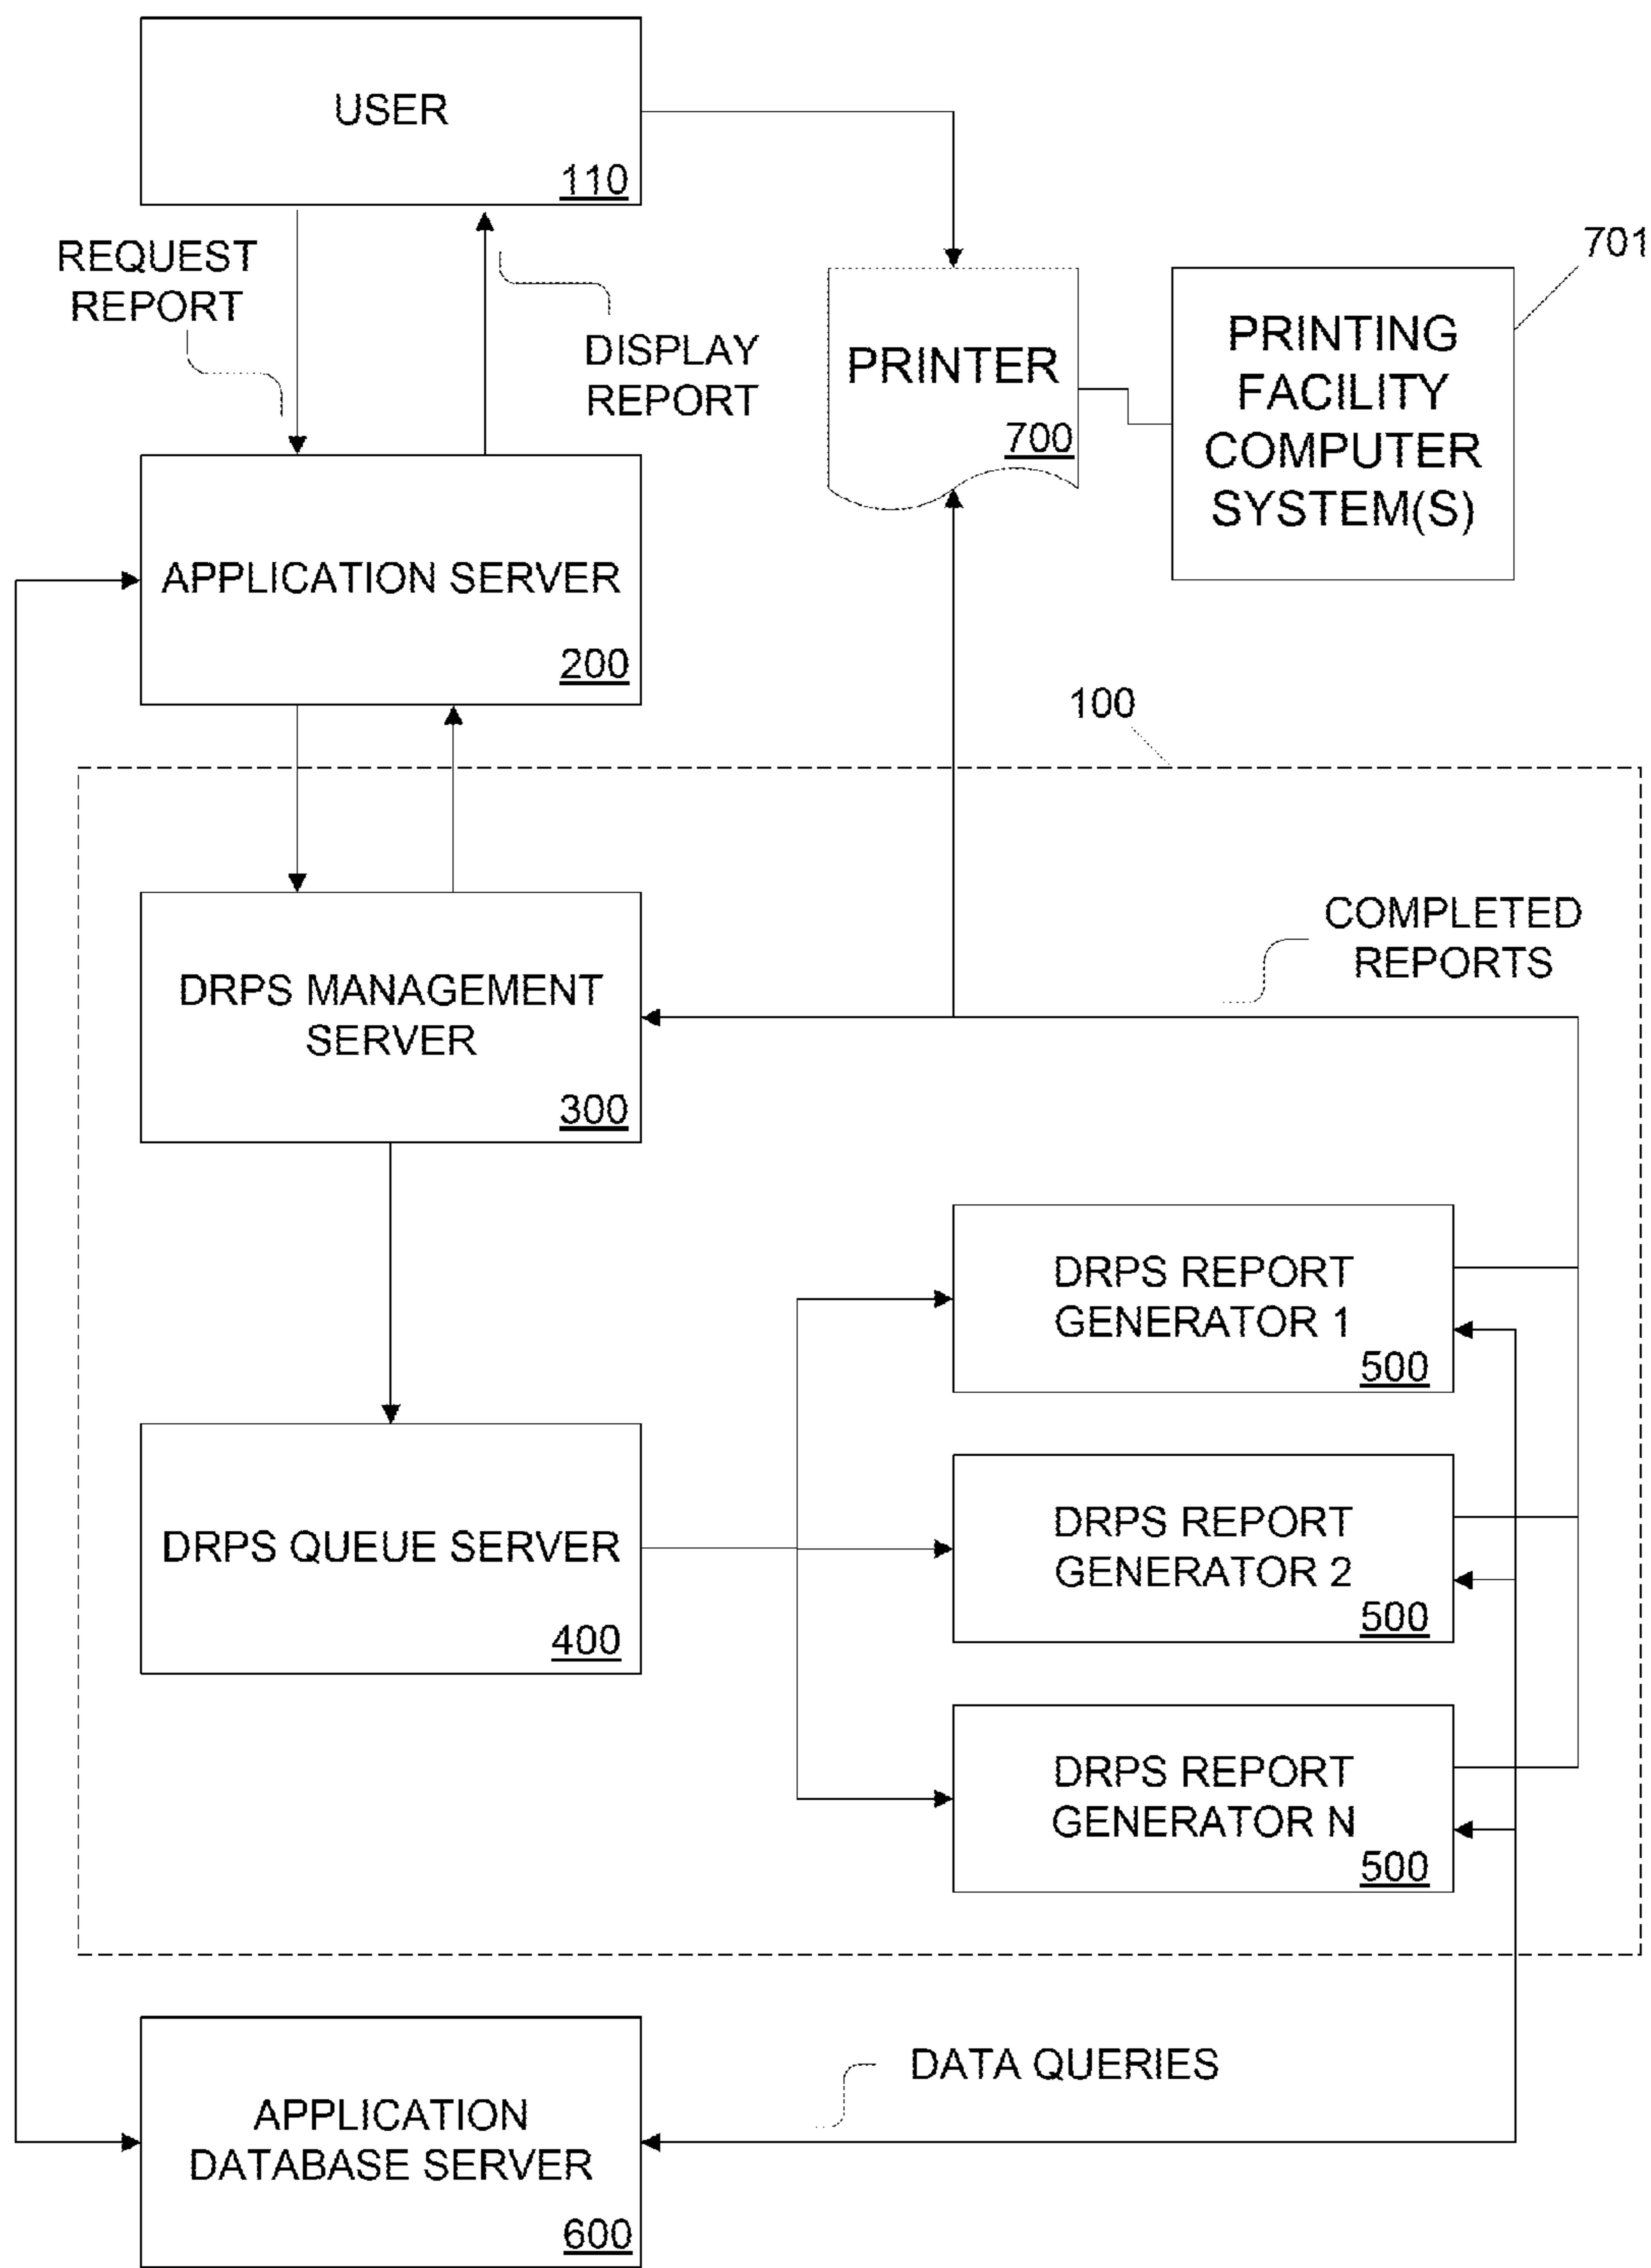 USER
110
REQUEST
REPORT
DISPLAY
REPORT
701
PRINTER
700
PRINTING
FACILITY
COMPUTER
SYSTEM(S)
APPLICATION SERVER
200
100
COMPLETED
REPORTS
DRPS MANAGEMENT
SERVER
300
DRPS REPORT
GENERATOR 1
500
DRPS QUEUE SERVER
400
DRPS REPORT
GENERATOR 2
500
DRPS REPORT
GENERATOR N
500
DATA QUERIES
APPLICATION
DATABASE SERVER
600